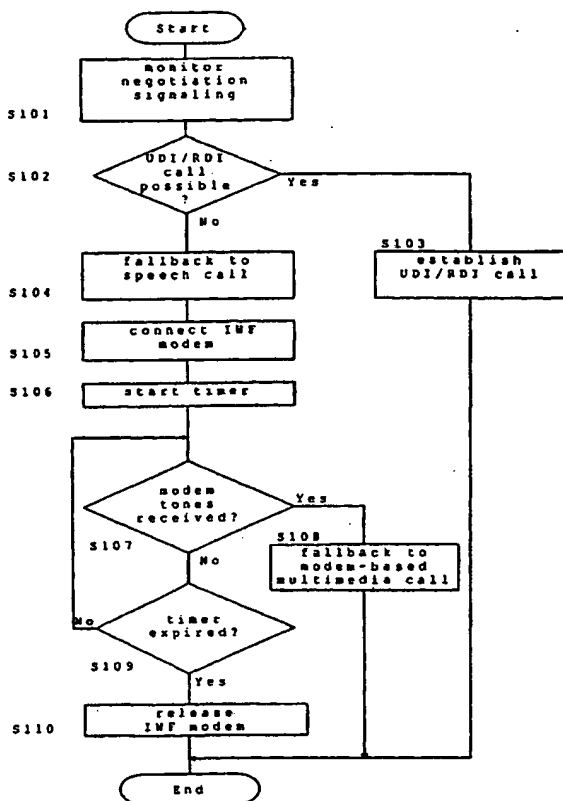 Start
monitor
negotiation
signaling
S101
UDI/RDI
call
possible
?
S102
Yes
No
S103
establish
UDI/RDI call
fallback to
speech call
S104
connect IWF
modem
S105
S106
start timer
modem
tones
received?
Yes
S107
No
S108
fallback to
modem-based
multimedia call
timer
expired?
No
S109
Yes
release
IWF modem
S110
End